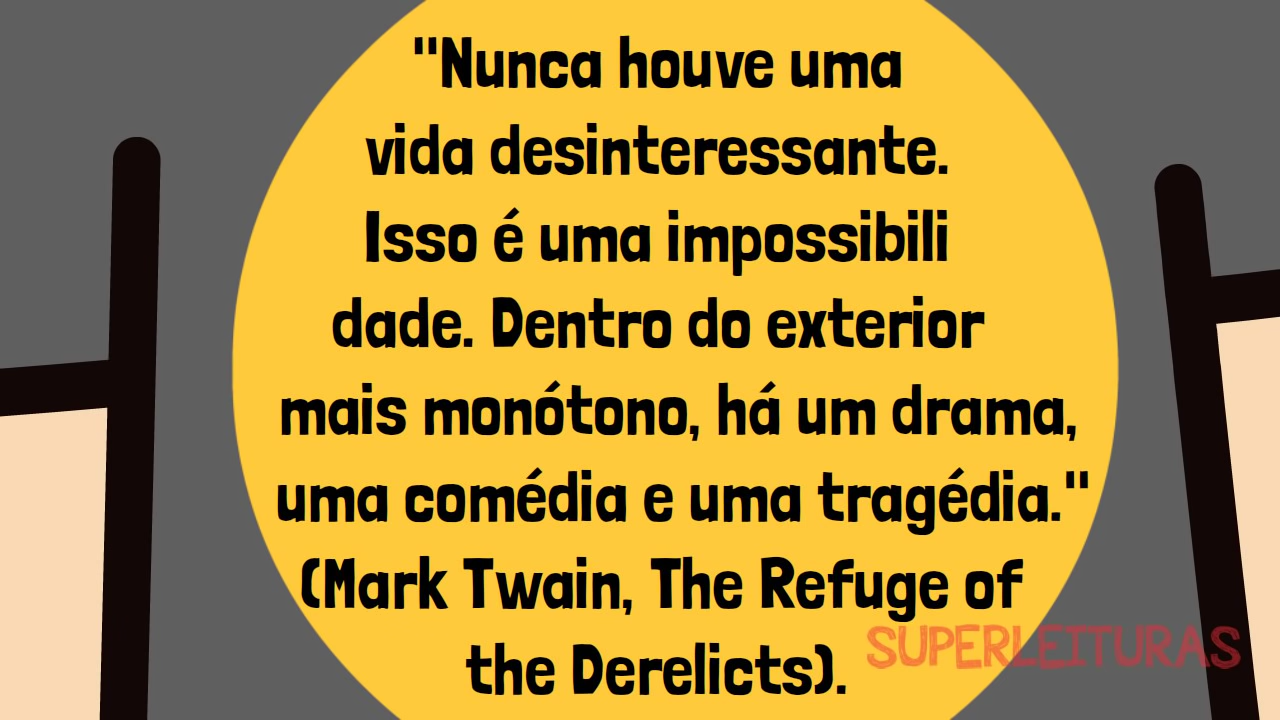 "Nunca houve uma
vida desinteressante.
Isso é uma impossibili
dade. Dentro do exterior
mais monótono, há um drama,
uma comédia e uma tragédia."
(Mark Twain, The Refuge of
the Derelicts).
SUPERLEITURAS